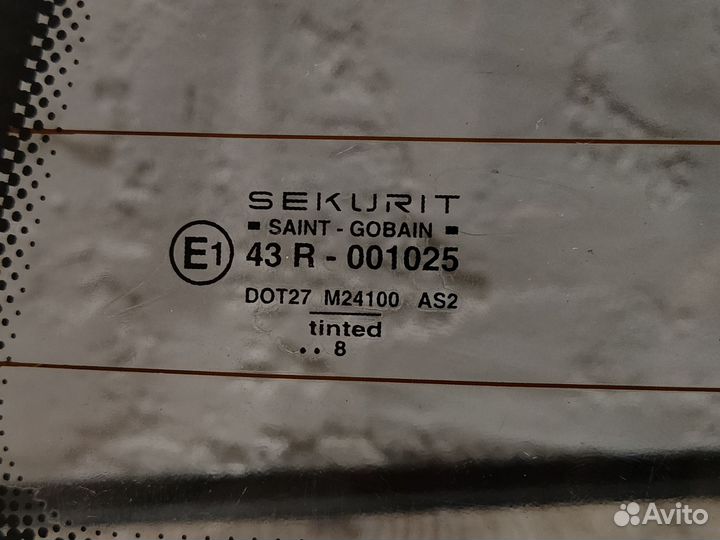 SEKURIT
SAINT - GOBAIN
E1 43 R - 001025
DOT27 M24100 AS2
tinted
.. 8
Avito